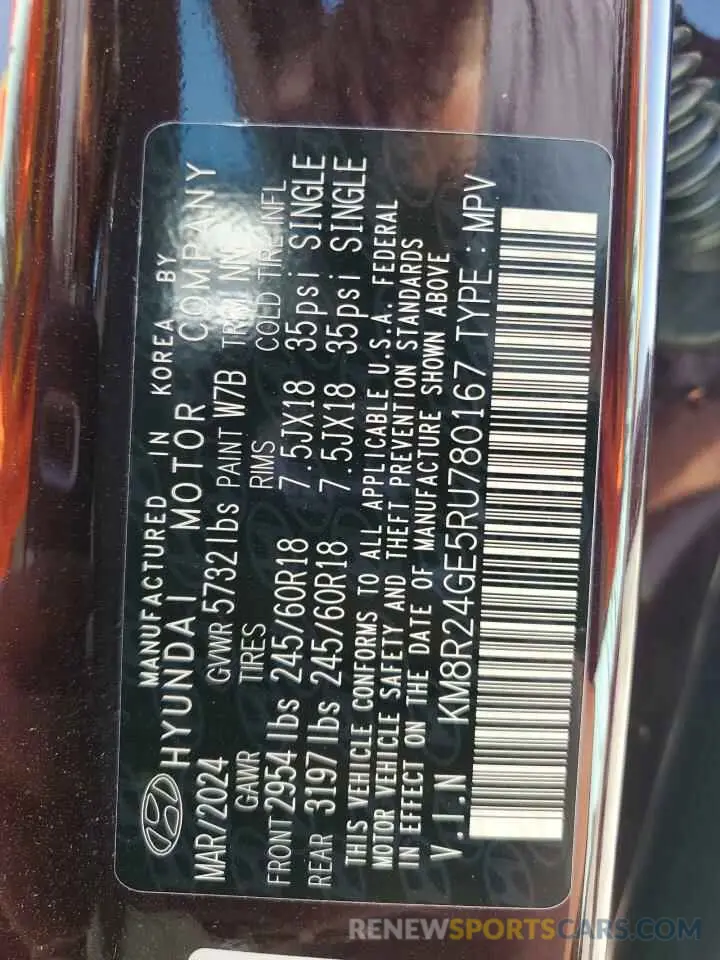 MANUFACTURED IN KOREA BY
HYUNDAI MOTOR COMPANY
MAR/2024 GVWR 5732 lbs PAINT W7B TRIM NN
GAWR TIRES RIMS COLD TIRE INFL
FRONT 2954 lbs 245/60R18 7.5JX18 35psi SINGLE
REAR 3197 lbs 245/60R18 7.5JX18 35psi SINGLE
THIS VEHICLE CONFORMS TO ALL APPLICABLE U.S.A. FEDERAL
MOTOR VEHICLE SAFETY AND THEFT PREVENTION STANDARDS
IN EFFECT ON THE DATE OF MANUFACTURE SHOWN ABOVE
V.I.N KM8R24GE5RU780167 TYPE : MPV
RENEWSPORTSCARS.COM